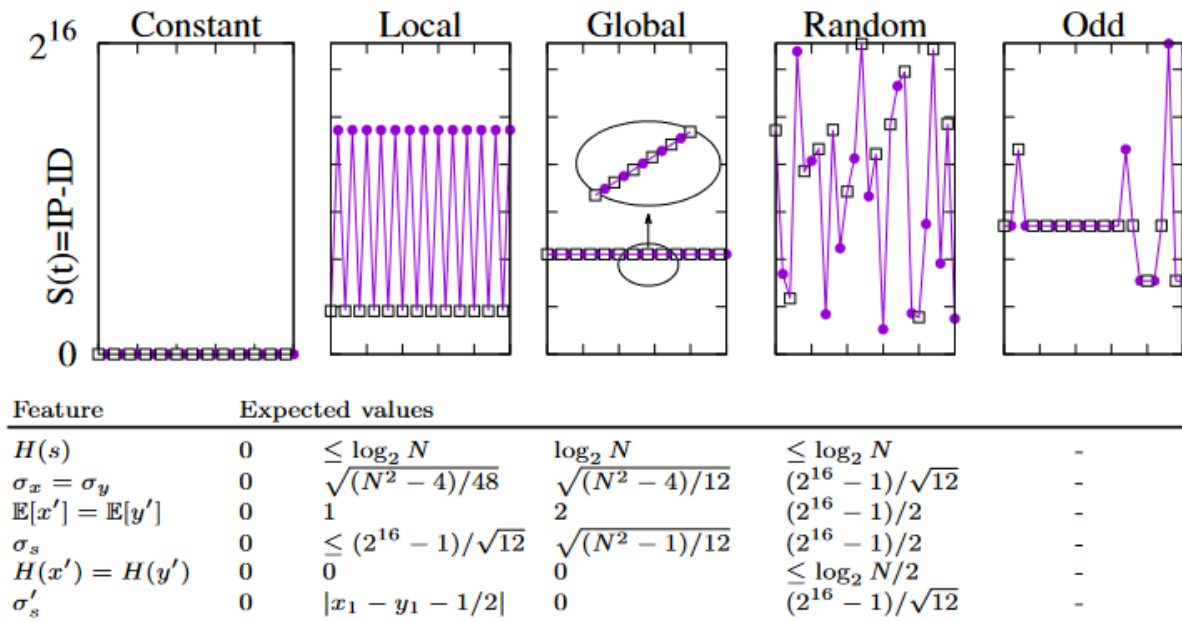 Constant Local Global Random Odd
2^16
S(t)=IP-ID
0
Feature Expected values
H(s) 0 ≤ log₂ N log₂ N ≤ log₂ N -
σ_x = σ_y 0 √((N² − 4)/48) √((N² − 4)/12) (2^16 − 1)/√12 -
𝔼[x′] = 𝔼[y′] 0 1 2 (2^16 − 1)/2 -
σ_s 0 ≤ (2^16 − 1)/√12 √((N² − 1)/12) (2^16 − 1)/2 -
H(x′) = H(y′) 0 0 0 ≤ log₂ N/2 -
σ′_s 0 |x₁ − y₁ − 1/2| 0 (2^16 − 1)/√12 -